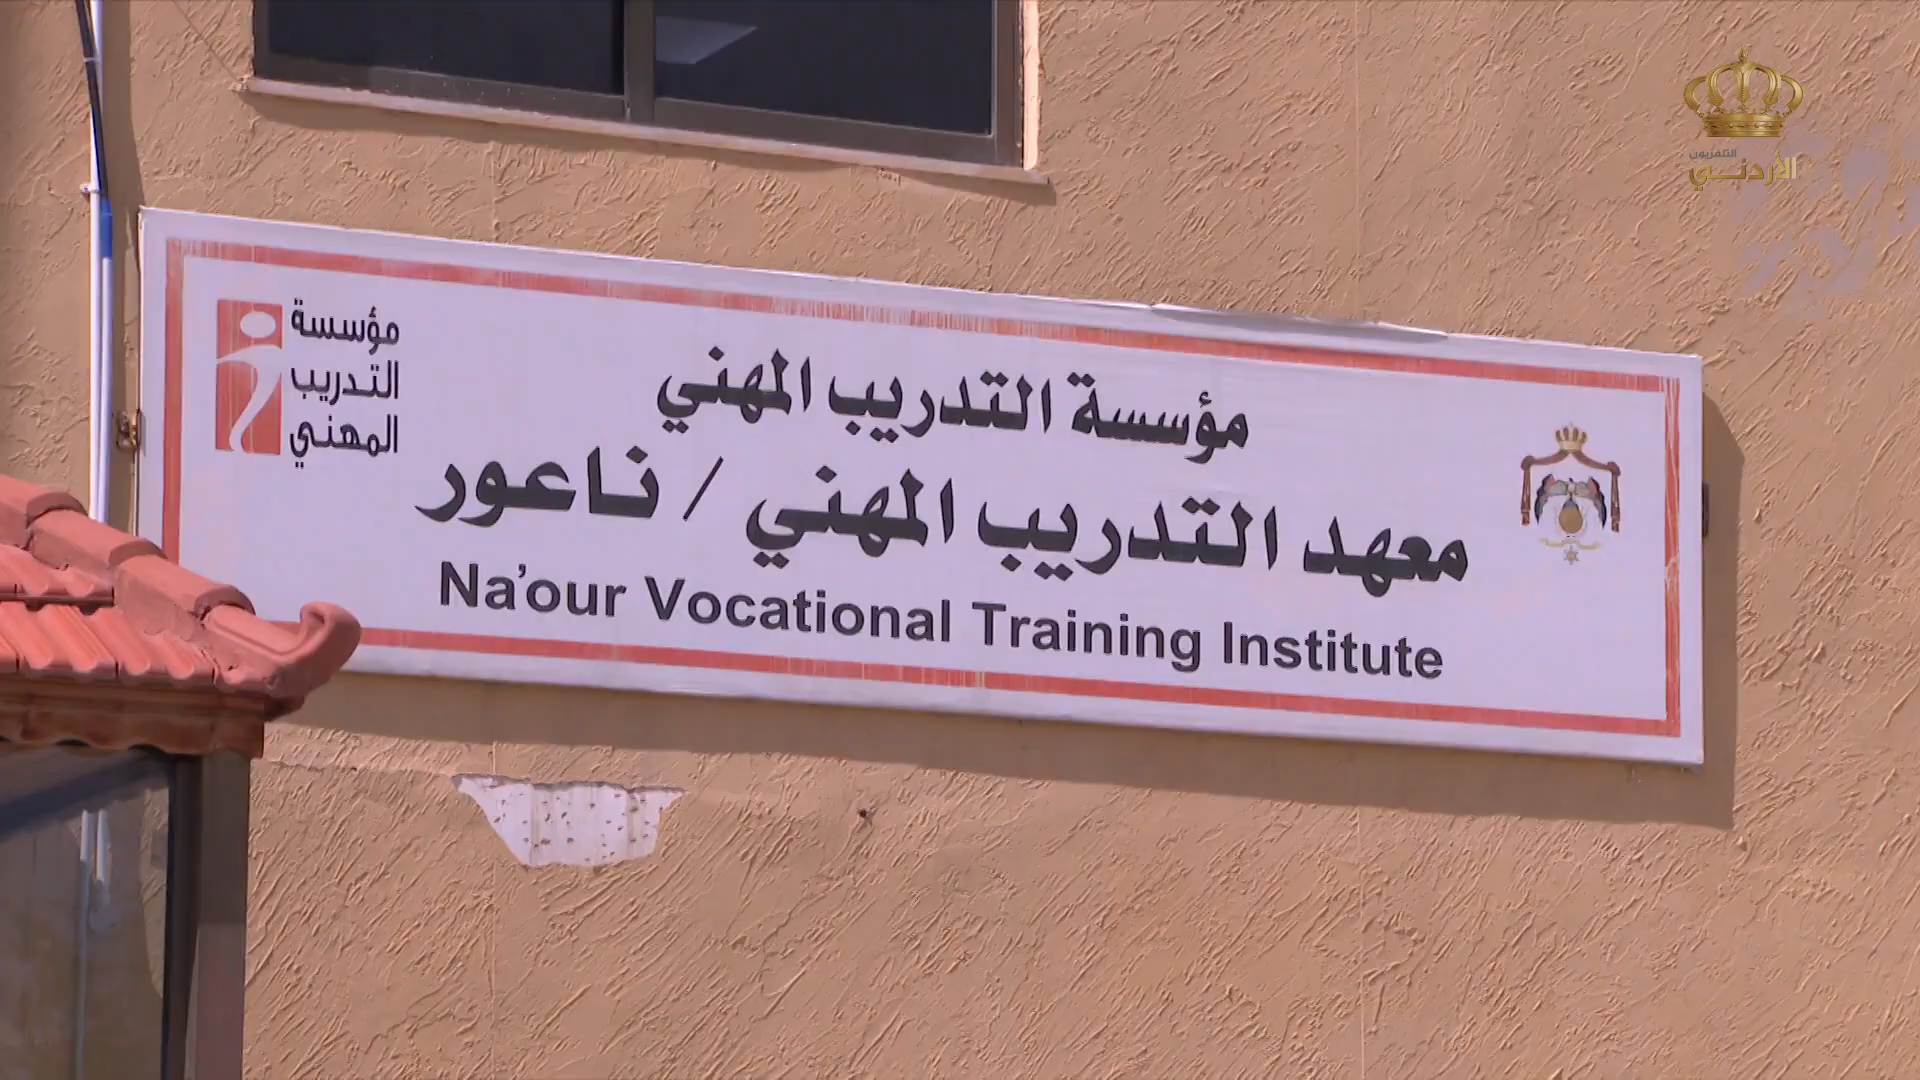 التلفزيون
الأردني
مؤسسة
التدريب
المهني
مؤسسة التدريب المهني
معهد التدريب المهني / ناعور
Na'our Vocational Training Institute